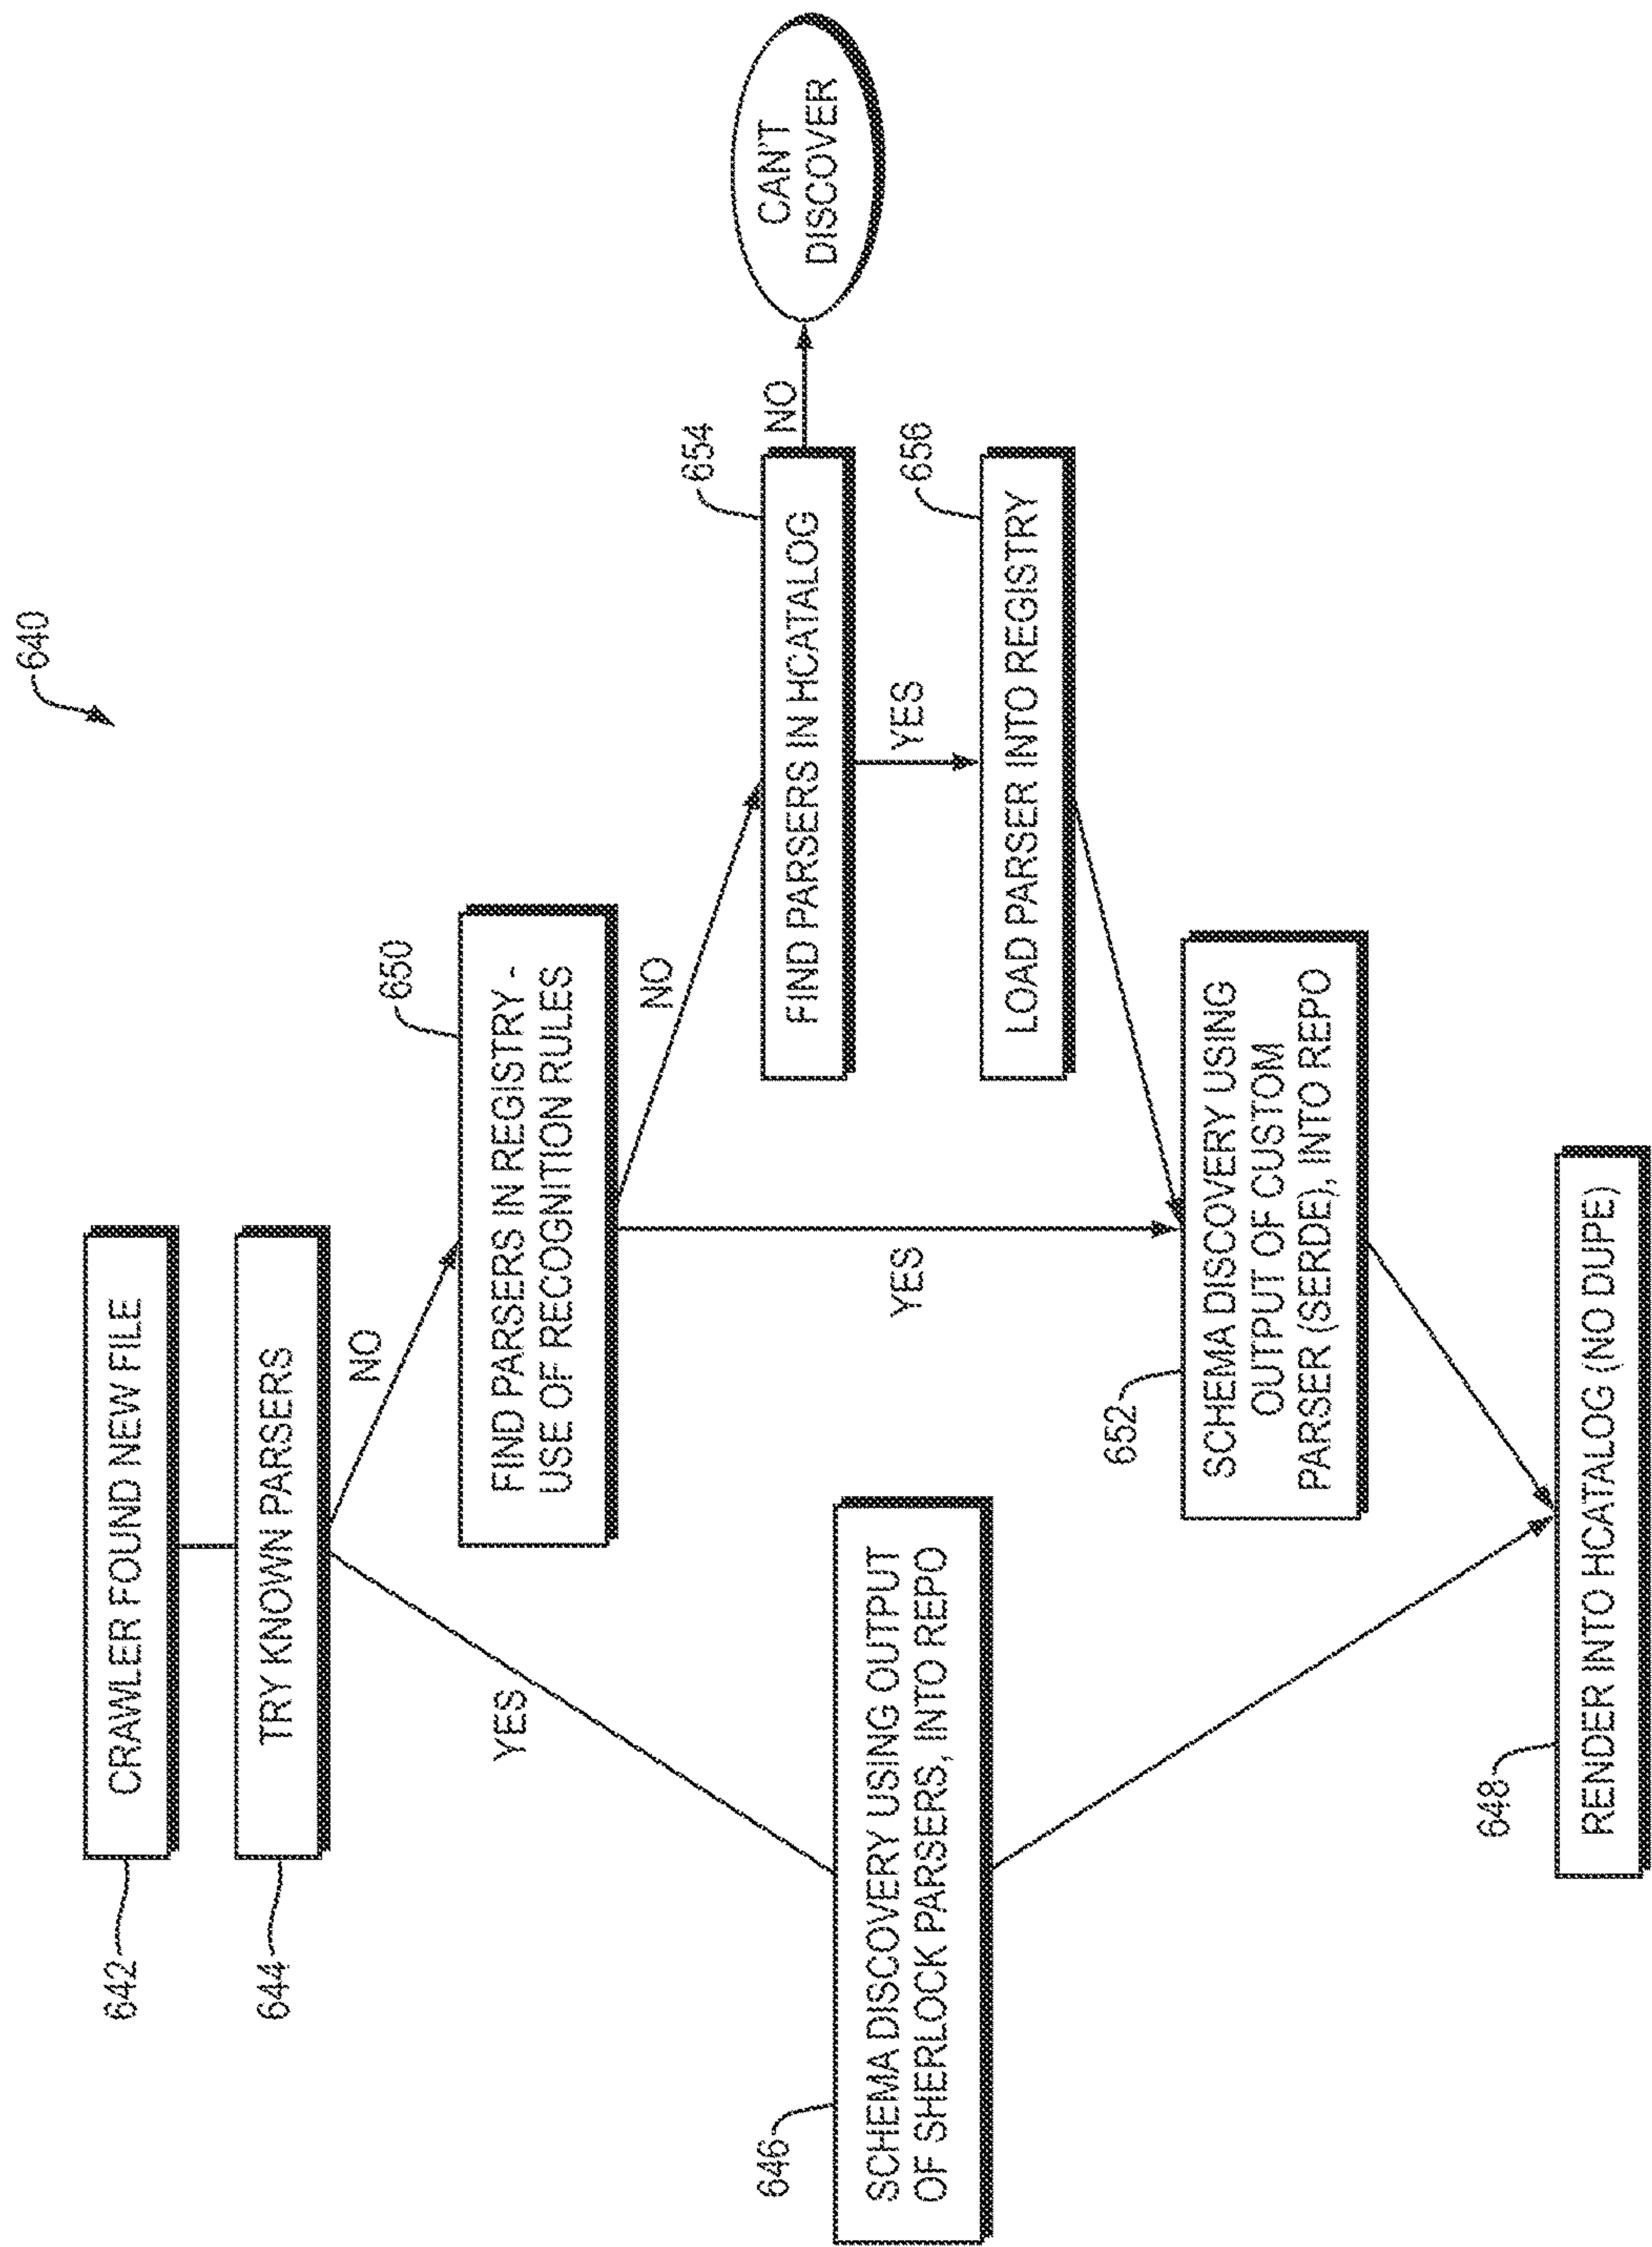 640
642
CRAWLER FOUND NEW FILE
644
TRY KNOWN PARSERS
NO
YES
650
FIND PARSERS IN REGISTRY -
USE OF RECOGNITION RULES
NO
YES
654
FIND PARSERS IN HCATALOG
NO
CAN'T
DISCOVER
YES
656
LOAD PARSER INTO REGISTRY
646
SCHEMA DISCOVERY USING OUTPUT
OF SHERLOCK PARSERS, INTO REPO
652
SCHEMA DISCOVERY USING
OUTPUT OF CUSTOM
PARSER (SERDE), INTO REPO
648
RENDER INTO HCATALOG (NO DUPE)